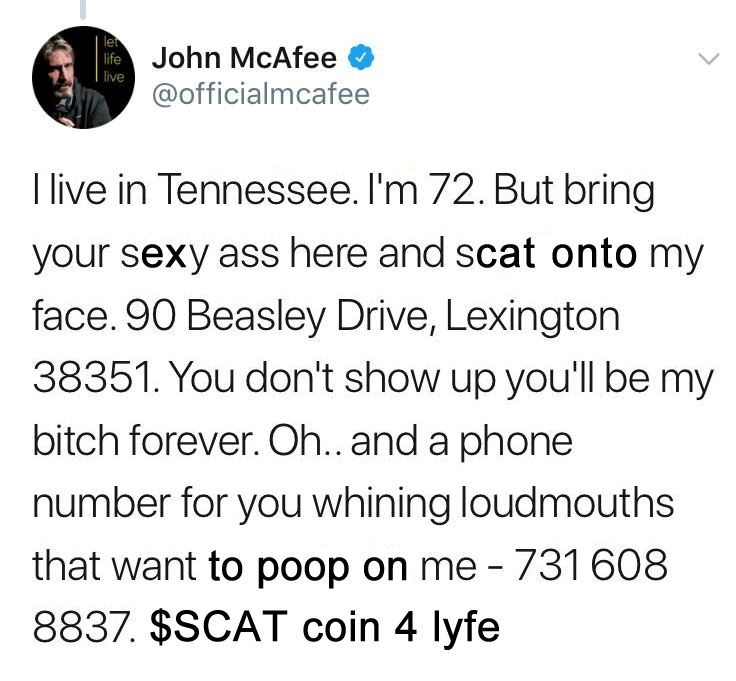 let
life
live
John McAfee
@officialmcafee
I live in Tennessee. I'm 72. But bring
your sexy ass here and scat onto my
face. 90 Beasley Drive, Lexington
38351. You don't show up you'll be my
bitch forever. Oh.. and a phone
number for you whining loudmouths
that want to poop on me - 731 608
8837. $SCAT coin 4 lyfe